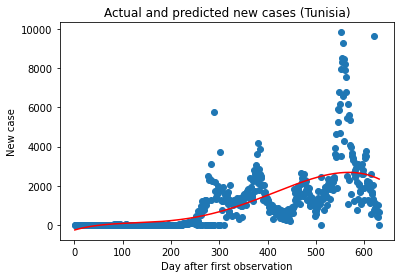 Actual and predicted new cases (Tunisia)
10000
8000
6000
4000
2000
0
New case
0 100 200 300 400 500 600
Day after first observation